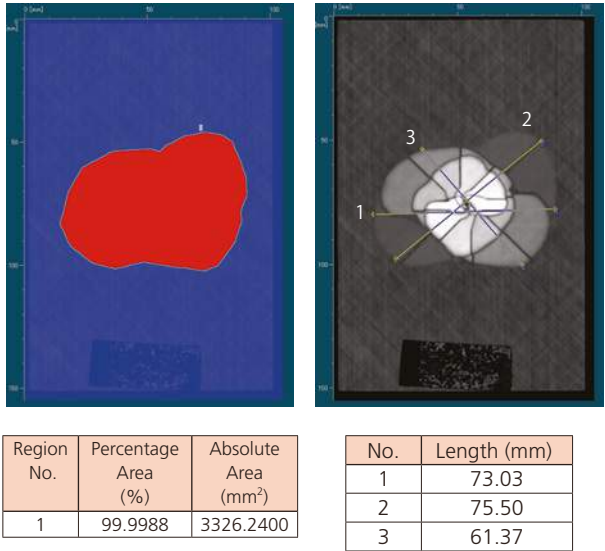 0 [mm] 50 100
[mm]
50
100
150
0 [mm] 50 100
[mm]
50
100
150
2
3
1
Region No. Percentage Area (%) Absolute Area (mm²)
1 99.9988 3326.2400
No. Length (mm)
1 73.03
2 75.50
3 61.37